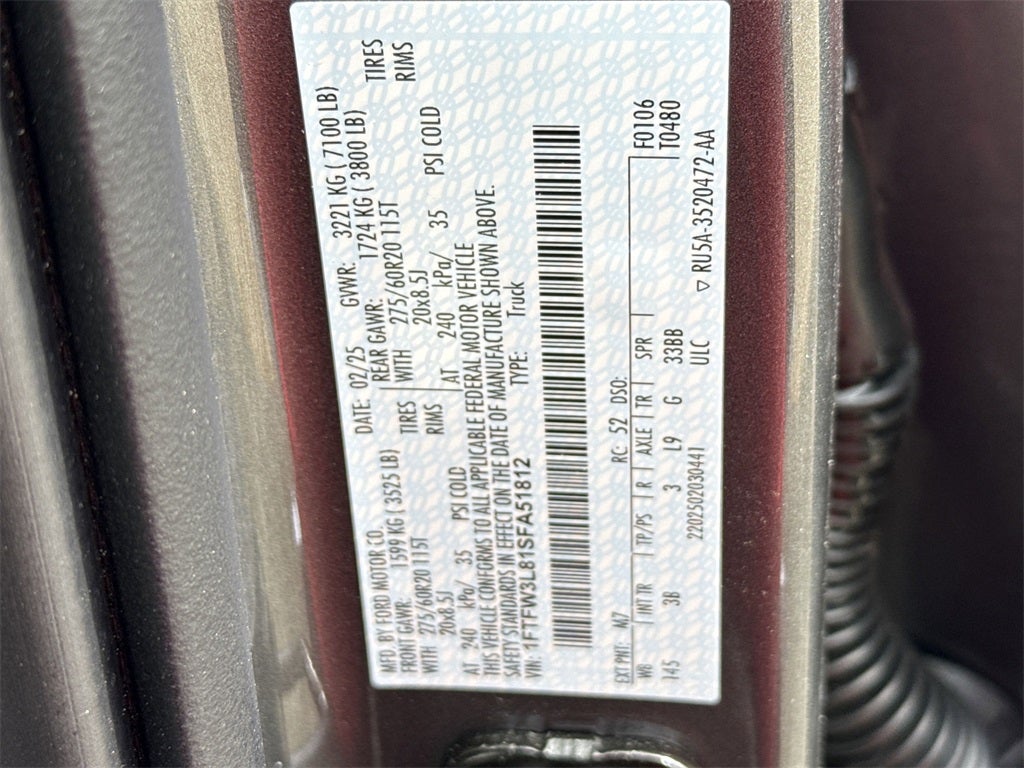 MFD. BY FORD MOTOR CO.
DATE: 02/25 GVWR: 3221 KG ( 7100 LB)
FRONT GAWR: 1599 KG ( 3525 LB) REAR GAWR: 1724 KG ( 3800 LB)
WITH 275/60R20 115T TIRES WITH 275/60R20 115T TIRES
20x8.5J RIMS 20x8.5J RIMS
AT 240 kPa/ 35 PSI COLD AT 240 kPa/ 35 PSI COLD
THIS VEHICLE CONFORMS TO ALL APPLICABLE FEDERAL MOTOR VEHICLE
SAFETY STANDARDS IN EFFECT ON THE DATE OF MANUFACTURE SHOWN ABOVE.
VIN: 1FTFW3L81SFA51812 TYPE: Truck
EXT PNT: M7 RC: 52 DSO: F0106
WB INT TR TP/PS R AXLE TR SPR T0480
145 3B 3 L9 G 33BB
ULC ▽ RU5A-3520472-AA
22025020304​41